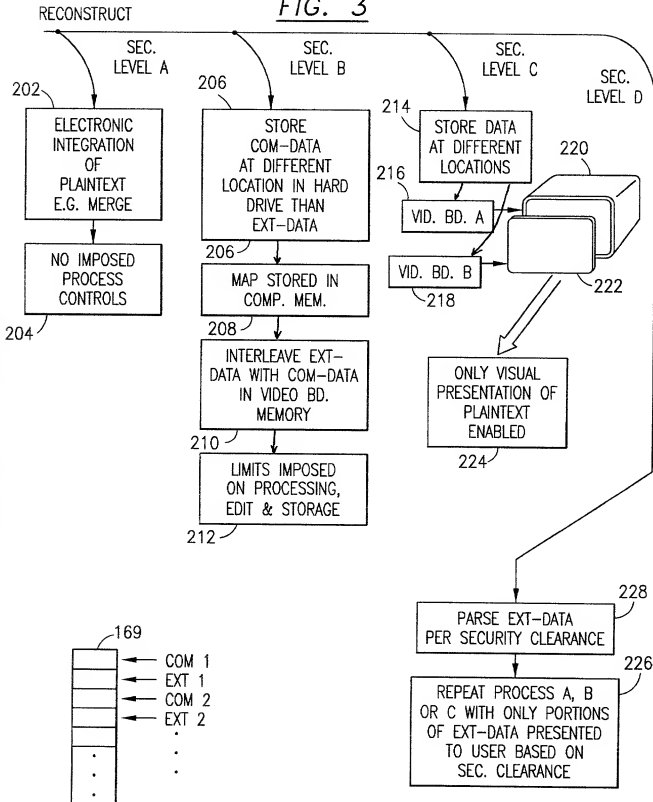 FIG. 3
RECONSTRUCT
SEC.
LEVEL A
SEC.
LEVEL B
SEC.
LEVEL C
SEC.
LEVEL D
202
ELECTRONIC
INTEGRATION
OF
PLAINTEXT
E.G. MERGE
NO IMPOSED
PROCESS
CONTROLS
204
206
STORE
COM-DATA
AT DIFFERENT
LOCATION IN HARD
DRIVE THAN
EXT-DATA
206
MAP STORED IN
COMP. MEM.
208
INTERLEAVE EXT-
DATA WITH COM-DATA
IN VIDEO BD.
MEMORY
210
LIMITS IMPOSED
ON PROCESSING,
EDIT & STORAGE
212
214
STORE DATA
AT DIFFERENT
LOCATIONS
216
VID. BD. A
VID. BD. B
218
220
222
ONLY VISUAL
PRESENTATION OF
PLAINTEXT
ENABLED
224
228
PARSE EXT-DATA
PER SECURITY CLEARANCE
226
REPEAT PROCESS A, B
OR C WITH ONLY PORTIONS
OF EXT-DATA PRESENTED
TO USER BASED ON
SEC. CLEARANCE
169
COM 1
EXT 1
COM 2
EXT 2